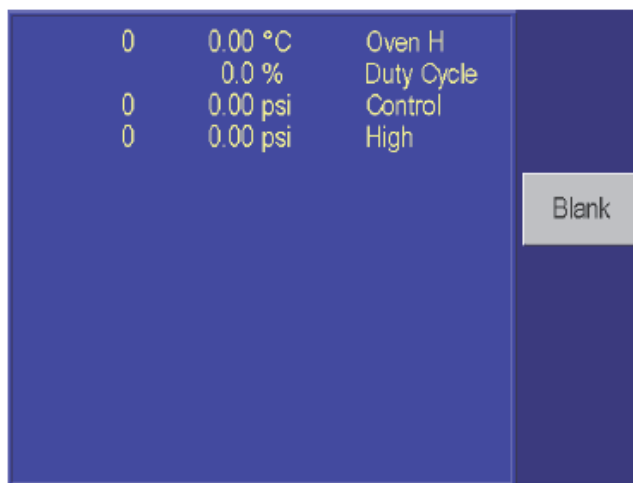 0 0.00 °C Oven H
0.0 % Duty Cycle
0 0.00 psi Control
0 0.00 psi High
Blank